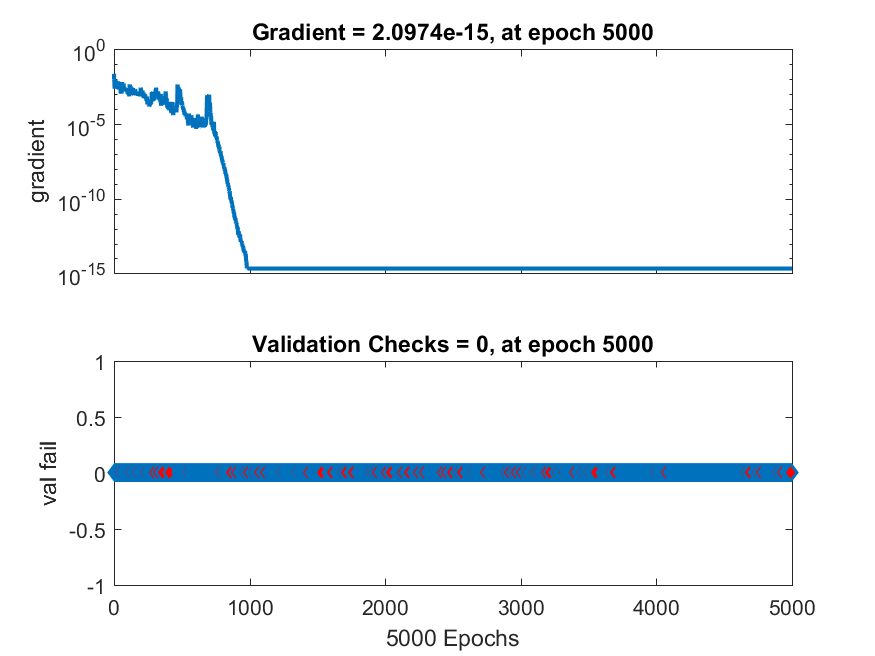 Gradient = 2.0974e-15, at epoch 5000
10^0
10^-5
10^-10
10^-15
gradient
Validation Checks = 0, at epoch 5000
1
0.5
0
-0.5
-1
val fail
0 1000 2000 3000 4000 5000
5000 Epochs